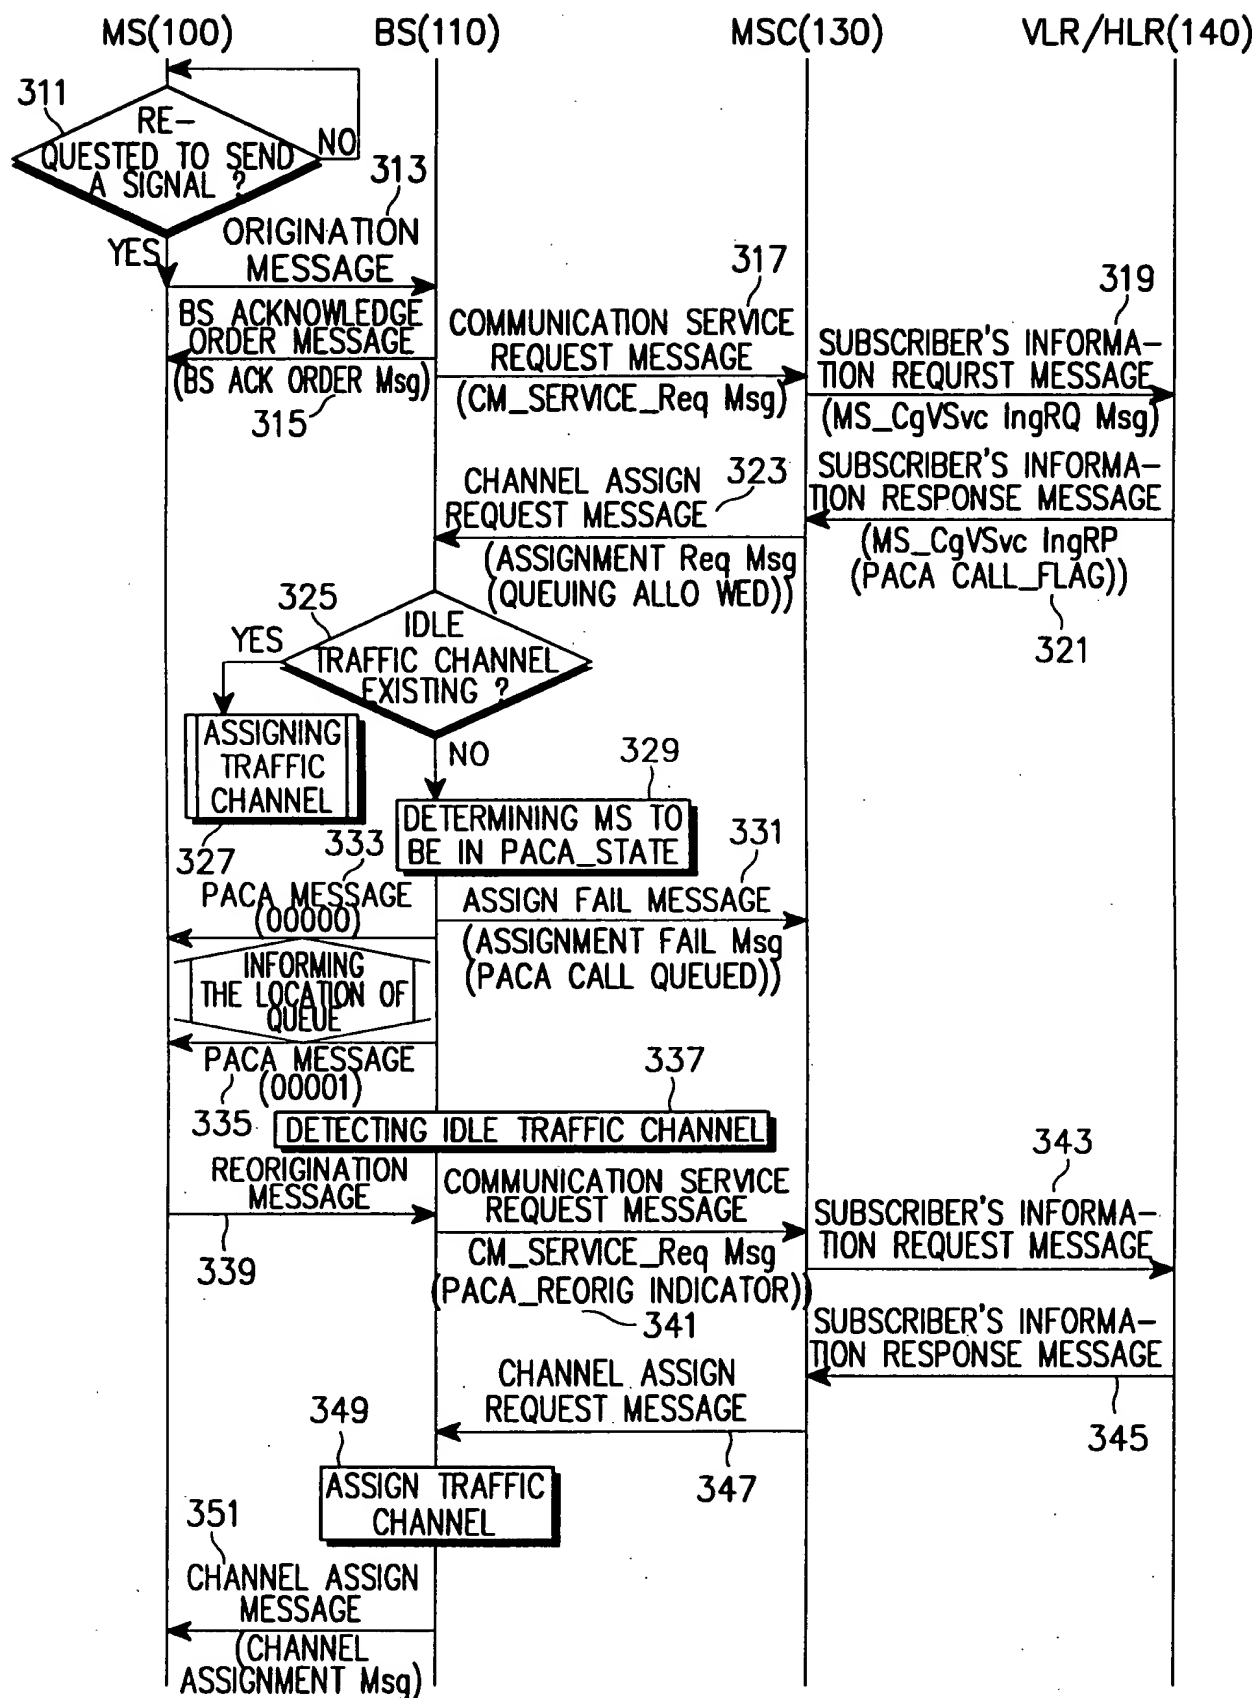 MS(100) BS(110) MSC(130) VLR/HLR(140)
311
RE-
QUESTED TO SEND
A SIGNAL ?
NO
YES
313
ORIGINATION
MESSAGE
BS ACKNOWLEDGE
ORDER MESSAGE
(BS ACK ORDER Msg)
315
317
COMMUNICATION SERVICE
REQUEST MESSAGE
(CM_SERVICE_Req Msg)
319
SUBSCRIBER'S INFORMA-
TION REQURST MESSAGE
(MS_CgVSvc IngRQ Msg)
SUBSCRIBER'S INFORMA-
TION RESPONSE MESSAGE
(MS_CgVSvc IngRP
(PACA CALL_FLAG))
321
CHANNEL ASSIGN
REQUEST MESSAGE
323
(ASSIGNMENT Req Msg
(QUEUING ALLO WED))
325
IDLE
TRAFFIC CHANNEL
EXISTING ?
YES
NO
ASSIGNING
TRAFFIC
CHANNEL
327
329
DETERMINING MS TO
BE IN PACA_STATE
333
PACA MESSAGE
(00000)
331
ASSIGN FAIL MESSAGE
(ASSIGNMENT FAIL Msg
(PACA CALL QUEUED))
INFORMING
THE LOCATION OF
QUEUE
PACA MESSAGE
(00001)
335
337
DETECTING IDLE TRAFFIC CHANNEL
REORIGINATION
MESSAGE
339
COMMUNICATION SERVICE
REQUEST MESSAGE
CM_SERVICE_Req Msg
(PACA_REORIG INDICATOR))
341
343
SUBSCRIBER'S INFORMA-
TION REQUEST MESSAGE
SUBSCRIBER'S INFORMA-
TION RESPONSE MESSAGE
345
CHANNEL ASSIGN
REQUEST MESSAGE
347
349
ASSIGN TRAFFIC
CHANNEL
351
CHANNEL ASSIGN
MESSAGE
(CHANNEL
ASSIGNMENT Msg)